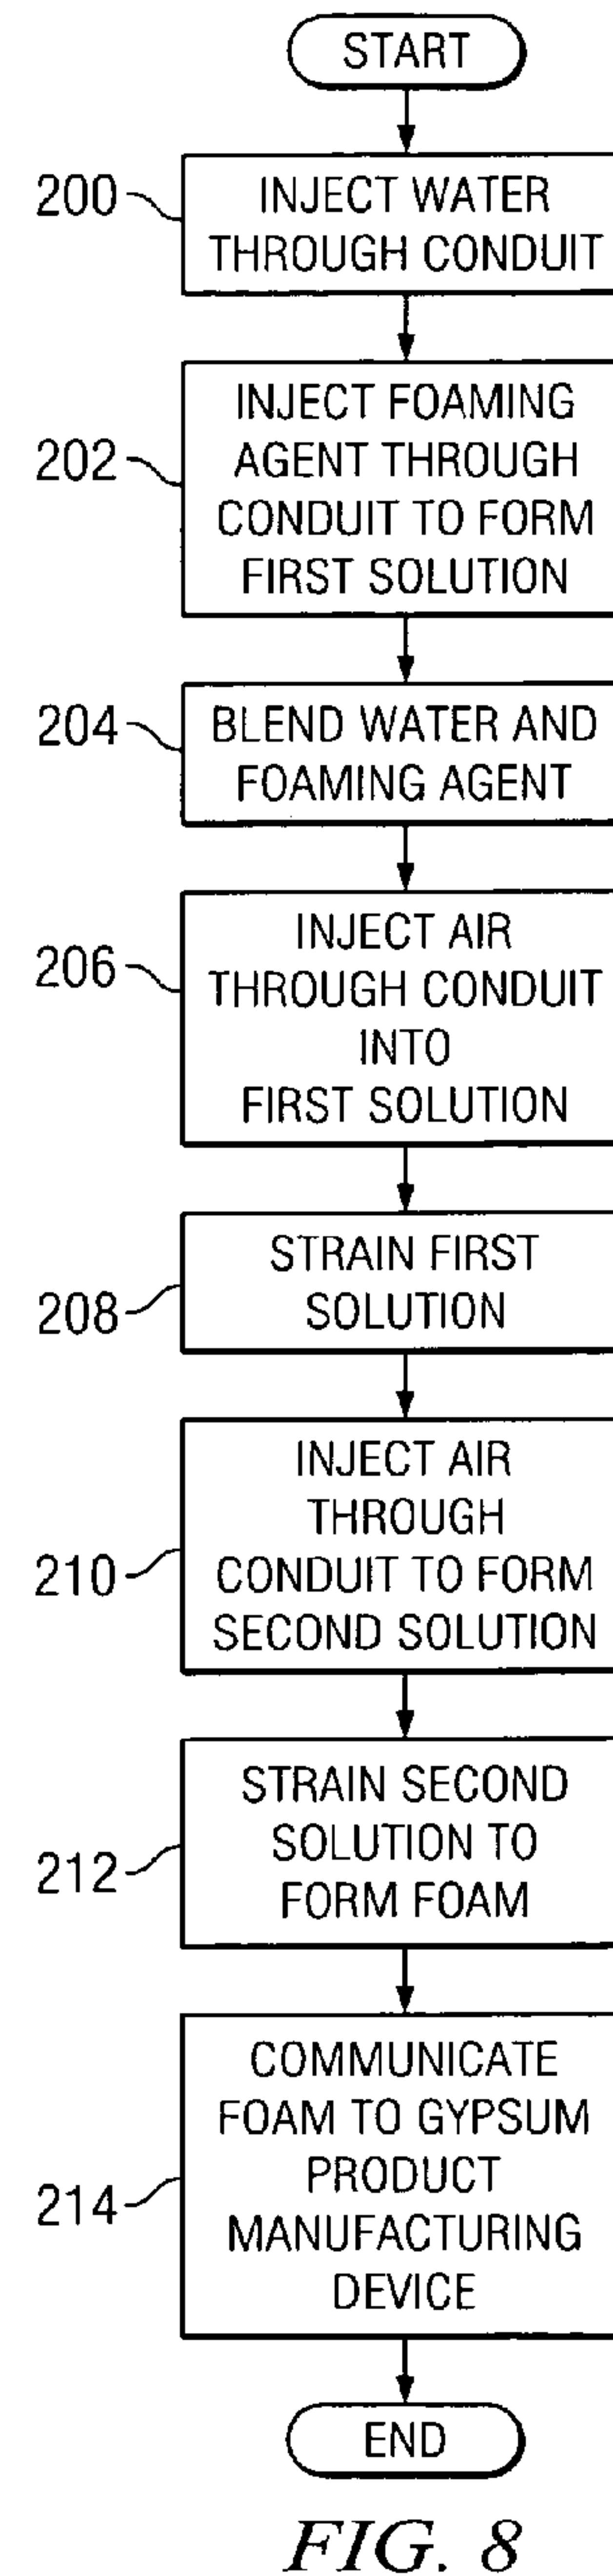 START
200
INJECT WATER
THROUGH CONDUIT
202
INJECT FOAMING
AGENT THROUGH
CONDUIT TO FORM
FIRST SOLUTION
204
BLEND WATER AND
FOAMING AGENT
206
INJECT AIR
THROUGH CONDUIT
INTO
FIRST SOLUTION
208
STRAIN FIRST
SOLUTION
210
INJECT AIR
THROUGH
CONDUIT TO FORM
SECOND SOLUTION
212
STRAIN SECOND
SOLUTION TO
FORM FOAM
214
COMMUNICATE
FOAM TO GYPSUM
PRODUCT
MANUFACTURING
DEVICE
END
FIG. 8